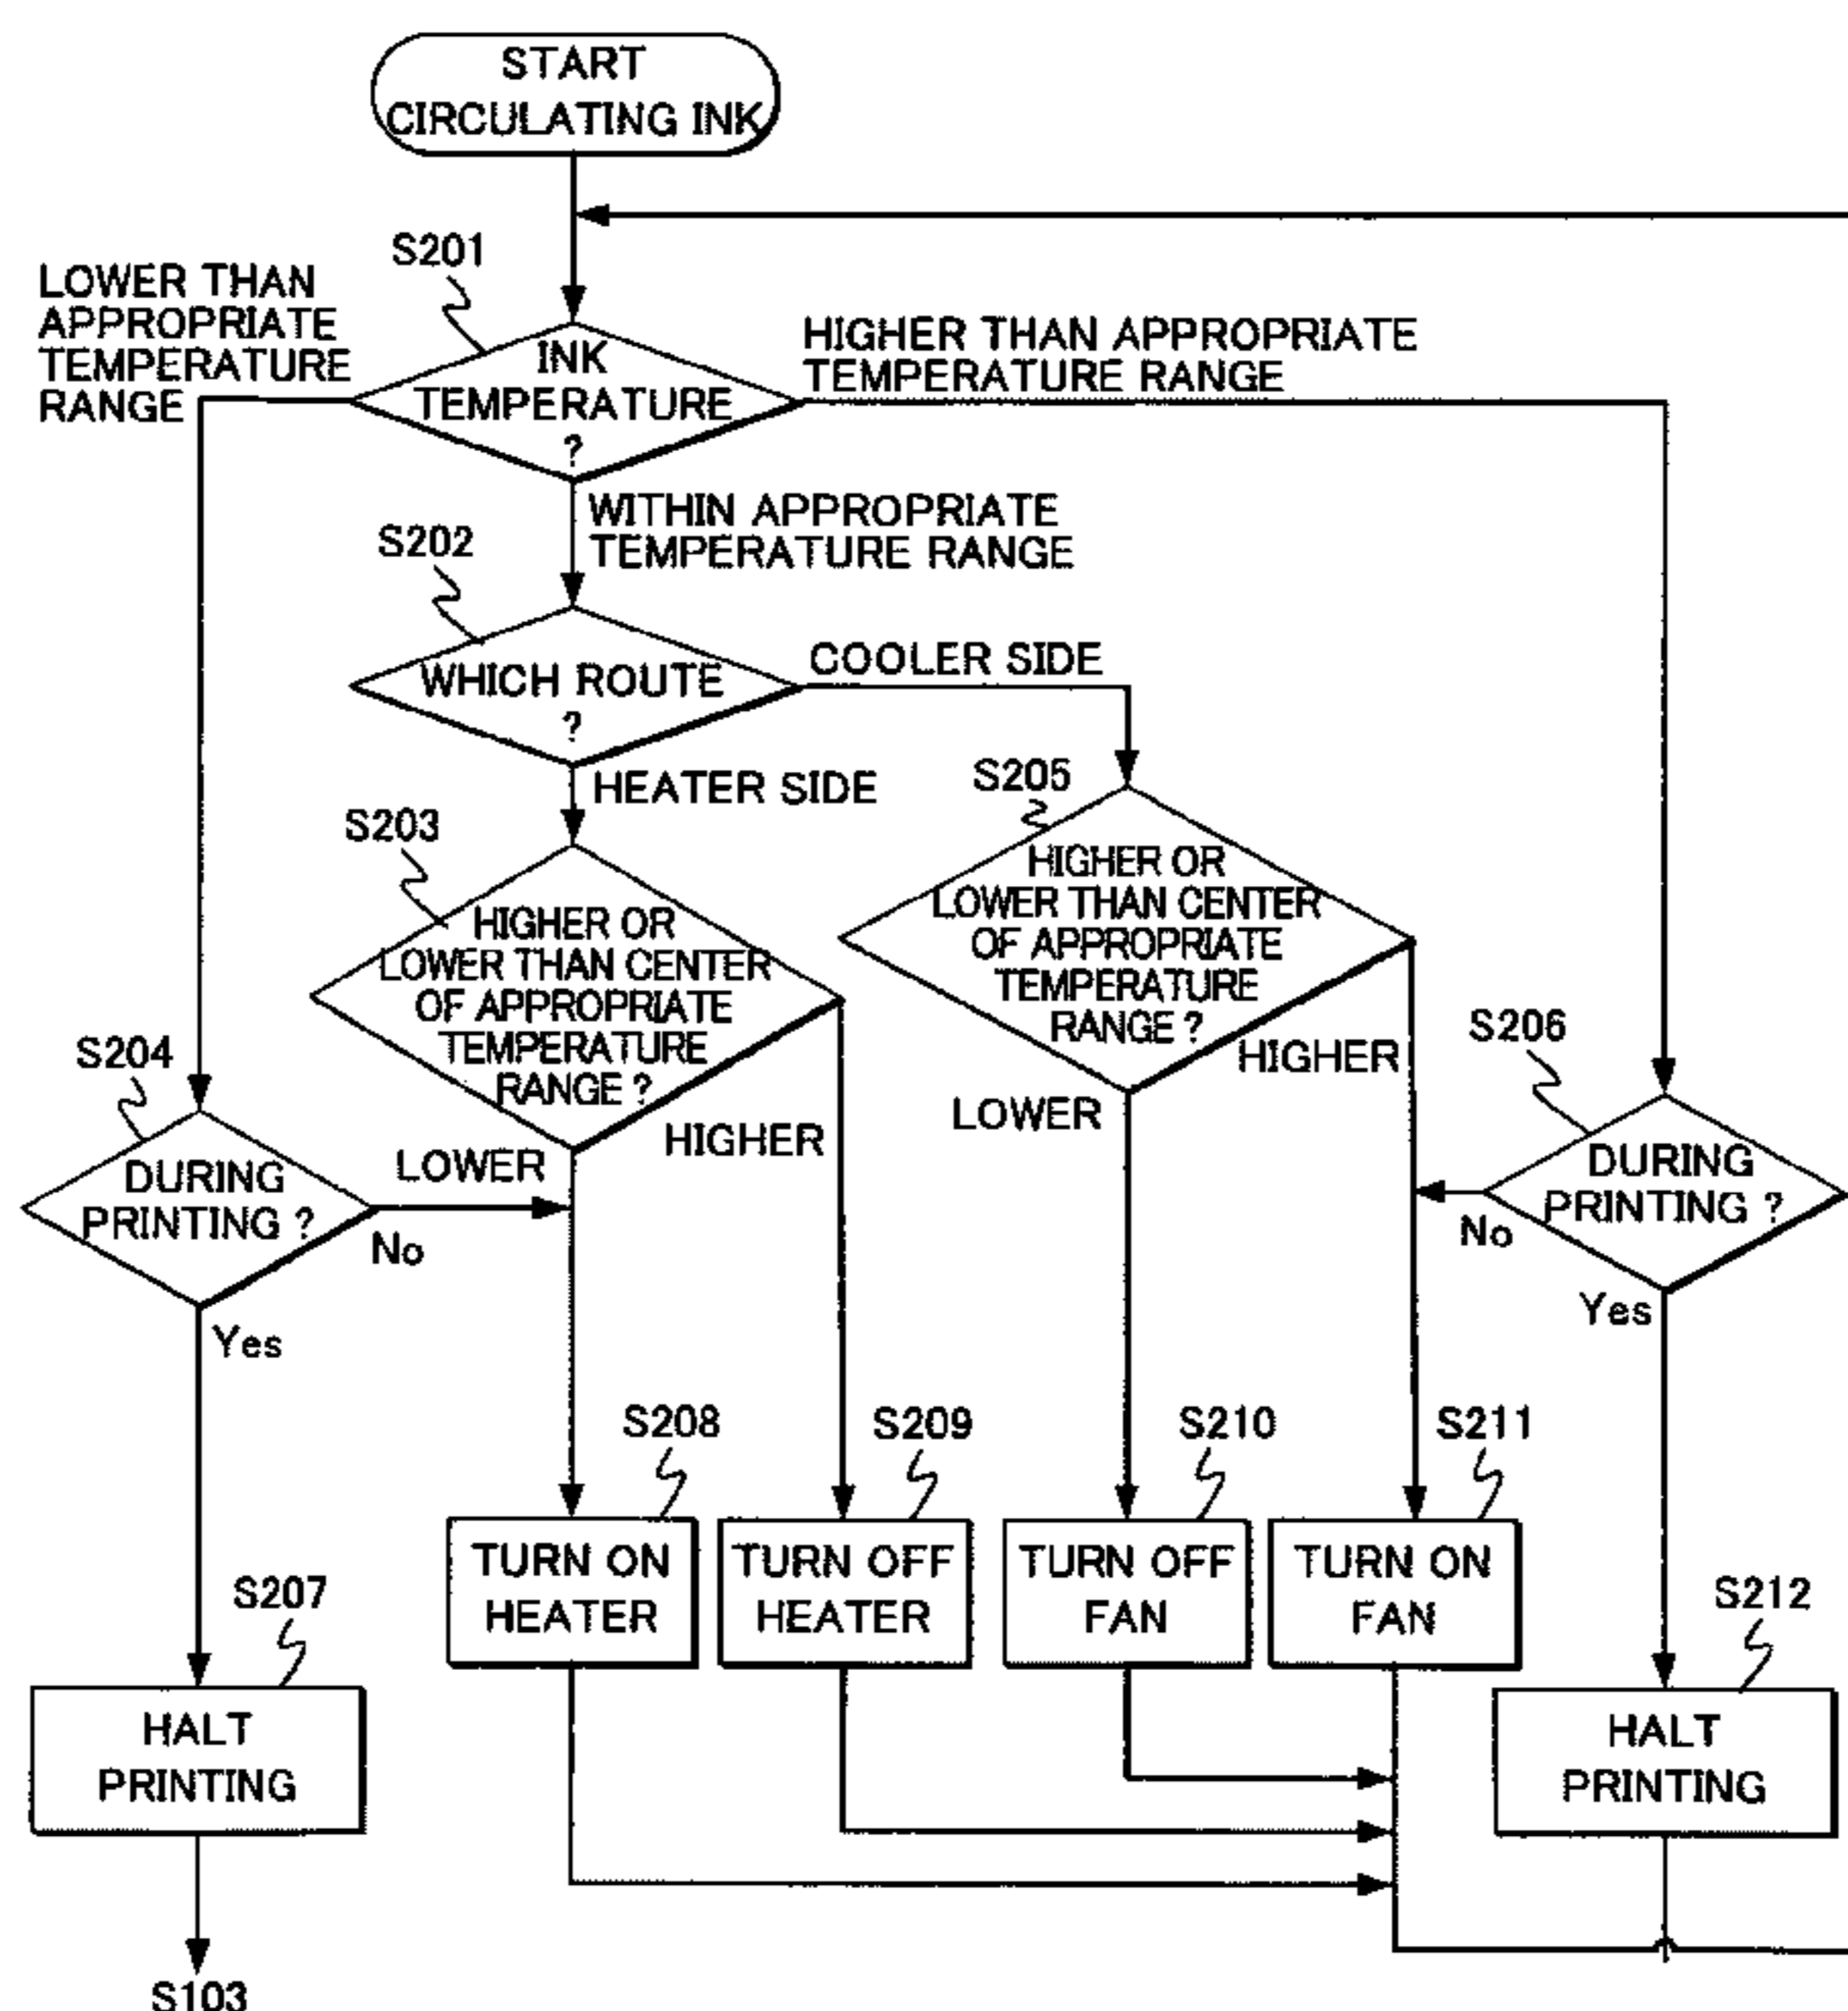 START
CIRCULATING INK
S201
LOWER THAN
APPROPRIATE
TEMPERATURE
RANGE
INK
TEMPERATURE
?
HIGHER THAN APPROPRIATE
TEMPERATURE RANGE
WITHIN APPROPRIATE
TEMPERATURE RANGE
S202
WHICH ROUTE
?
COOLER SIDE
HEATER SIDE
S203
HIGHER OR
LOWER THAN CENTER
OF APPROPRIATE
TEMPERATURE
RANGE ?
S205
HIGHER OR
LOWER THAN CENTER
OF APPROPRIATE
TEMPERATURE
RANGE ?
S204
DURING
PRINTING ?
LOWER
No
Yes
HIGHER
LOWER
HIGHER
S206
DURING
PRINTING ?
No
Yes
S208
TURN ON
HEATER
S209
TURN OFF
HEATER
S210
TURN OFF
FAN
S211
TURN ON
FAN
S207
HALT
PRINTING
S212
HALT
PRINTING
S103